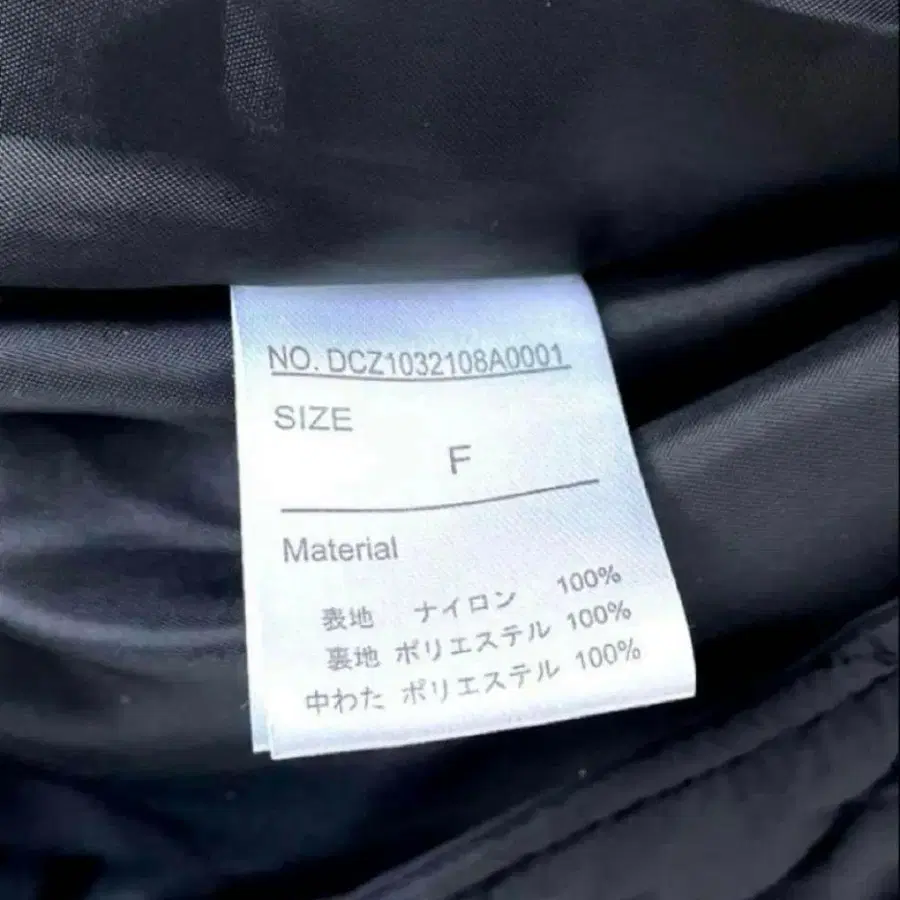 NO. DCZ1032108A0001
SIZE
F
Material
表地 ナイロン 100%
裏地 ポリエステル 100%
中わた ポリエステル 100%